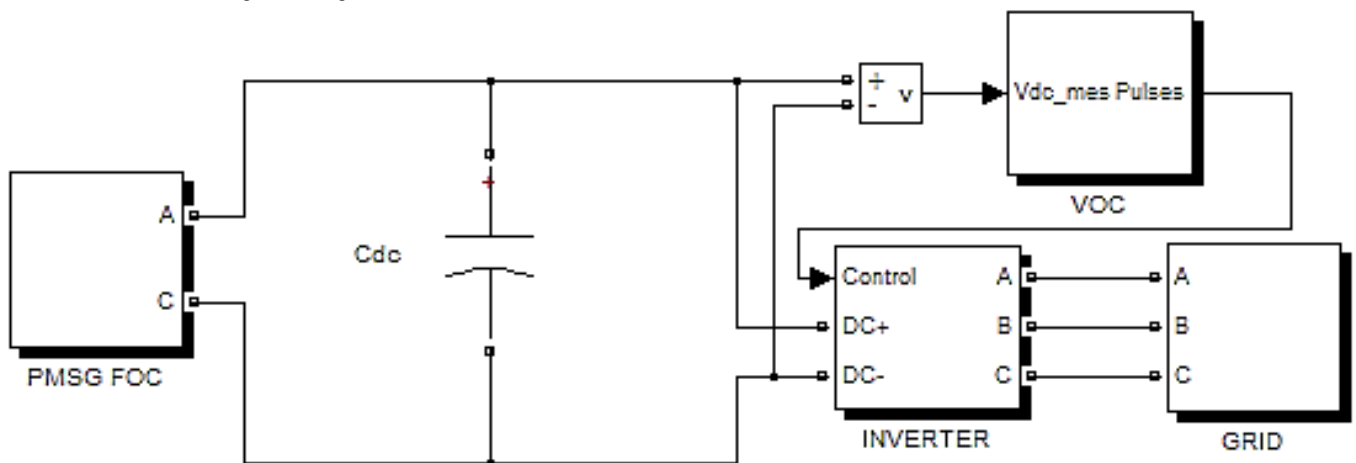 +
-
v
Vdc_mes Pulses
VOC
A
C
PMSG FOC
+
Cdc
Control
DC+
DC-
A
B
C
INVERTER
A
B
C
GRID